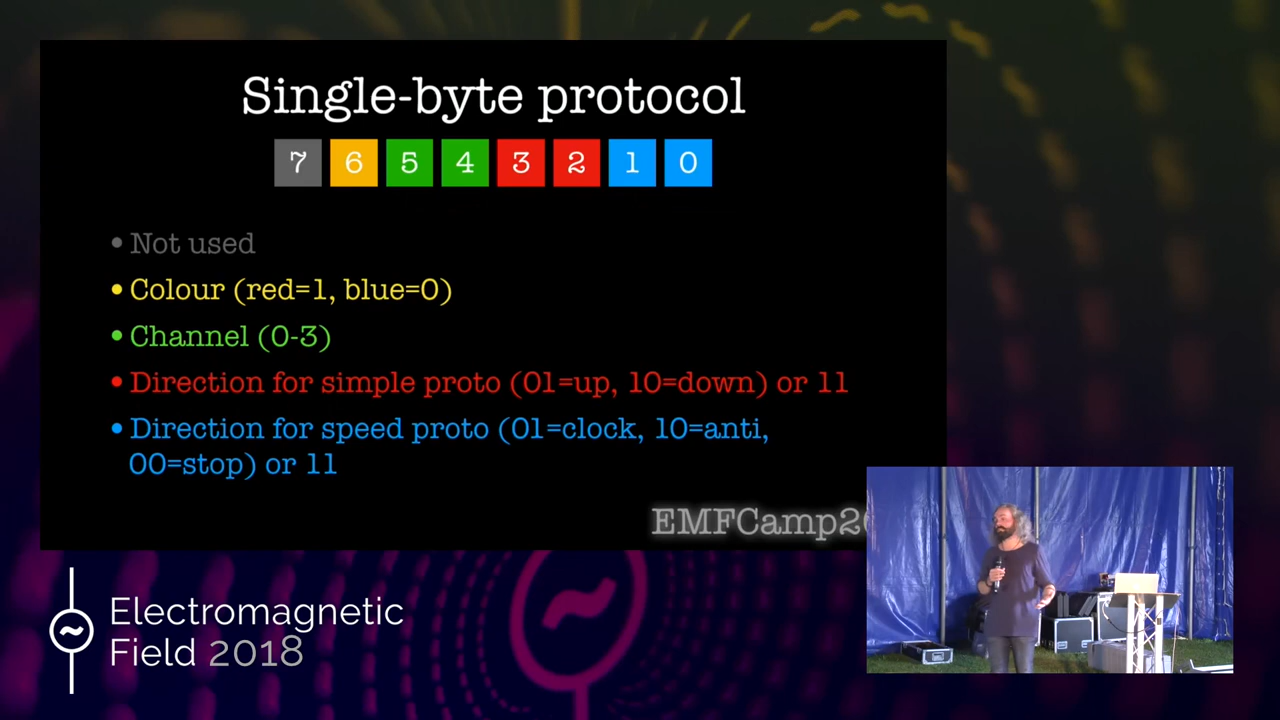 Single-byte protocol
7 6 5 4 3 2 1 0
• Not used
• Colour (red=1, blue=0)
• Channel (0-3)
• Direction for simple proto (01=up, 10=down) or 11
• Direction for speed proto (01=clock, 10=anti,
00=stop) or 11
EMFCamp2
Electromagnetic
Field 2018